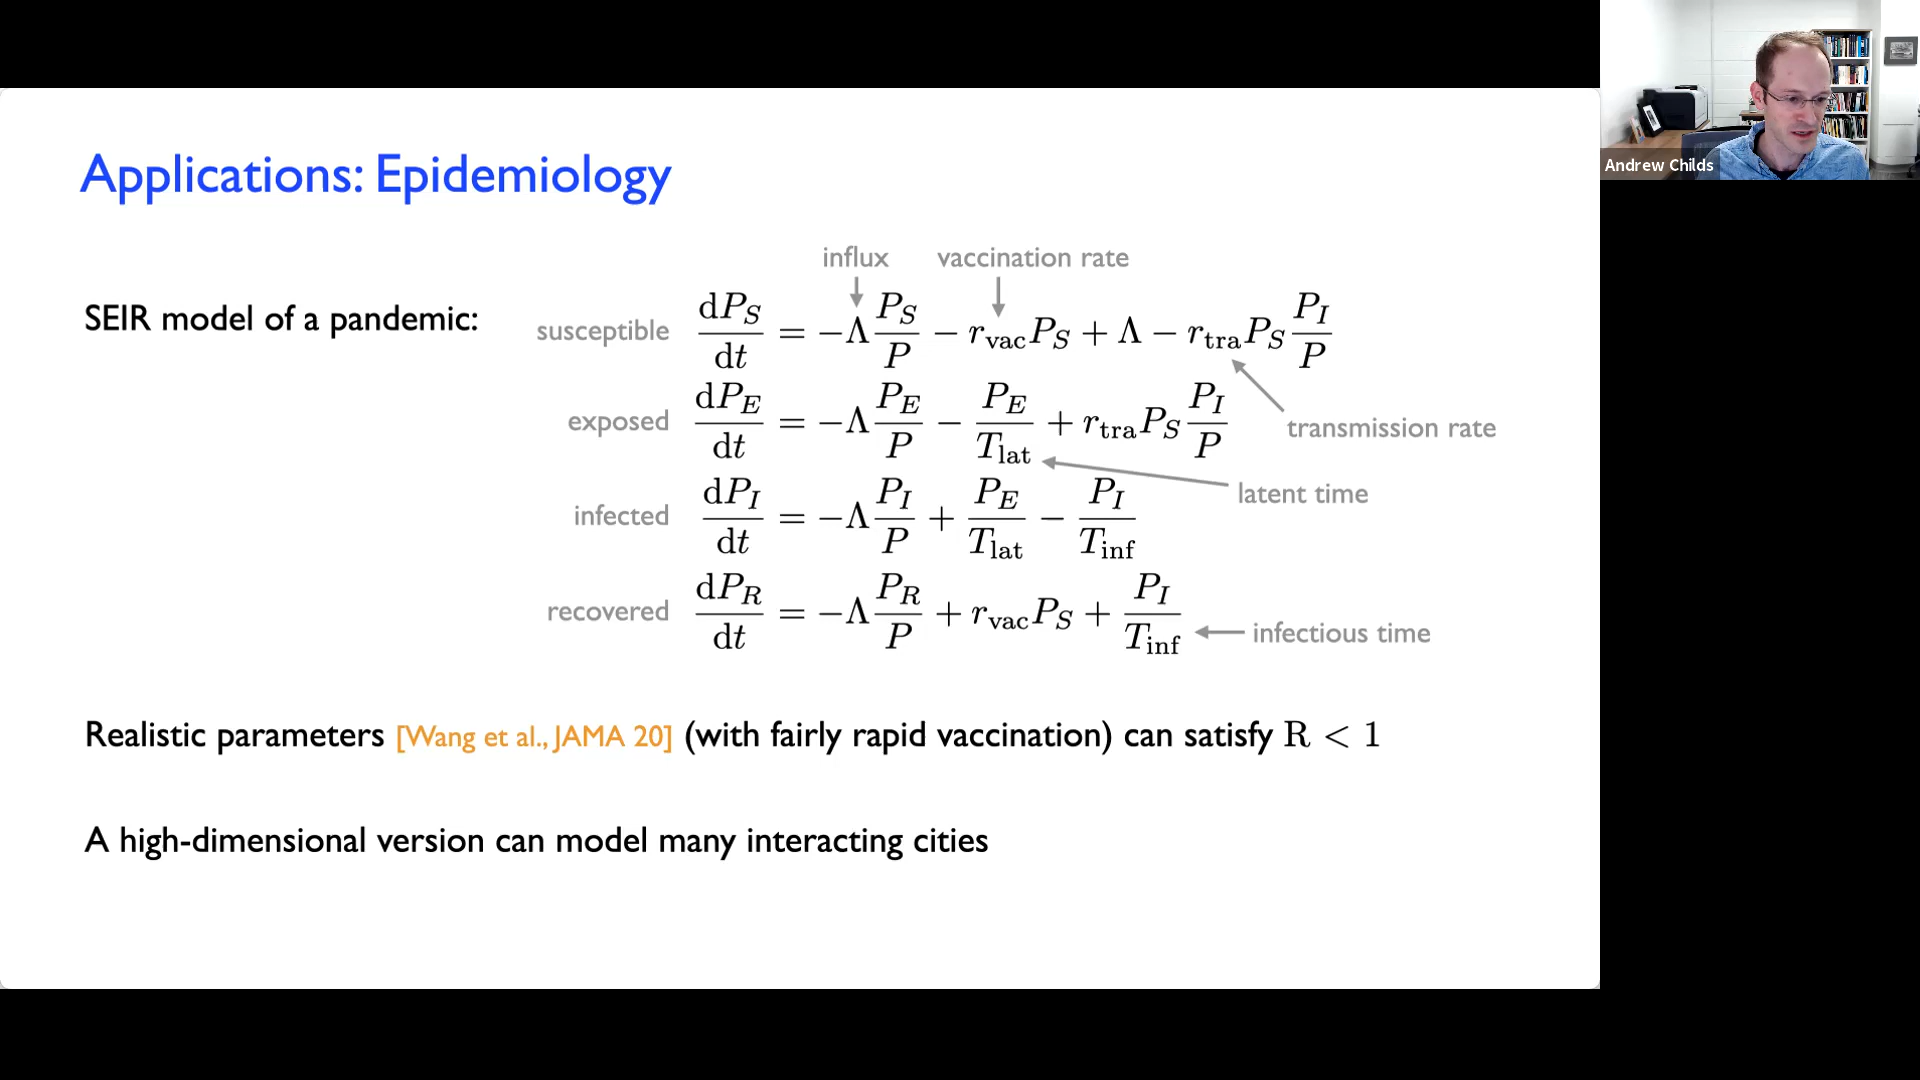 Andrew Childs
Applications: Epidemiology
influx
vaccination rate
SEIR model of a pandemic:
susceptible dP_S/dt = −Λ P_S/P − r_vac P_S + Λ − r_tra P_S P_I/P
exposed dP_E/dt = −Λ P_E/P − P_E/T_lat + r_tra P_S P_I/P
transmission rate
latent time
infected dP_I/dt = −Λ P_I/P + P_E/T_lat − P_I/T_inf
recovered dP_R/dt = −Λ P_R/P + r_vac P_S + P_I/T_inf
infectious time
Realistic parameters [Wang et al., JAMA 20] (with fairly rapid vaccination) can satisfy R < 1
A high-dimensional version can model many interacting cities